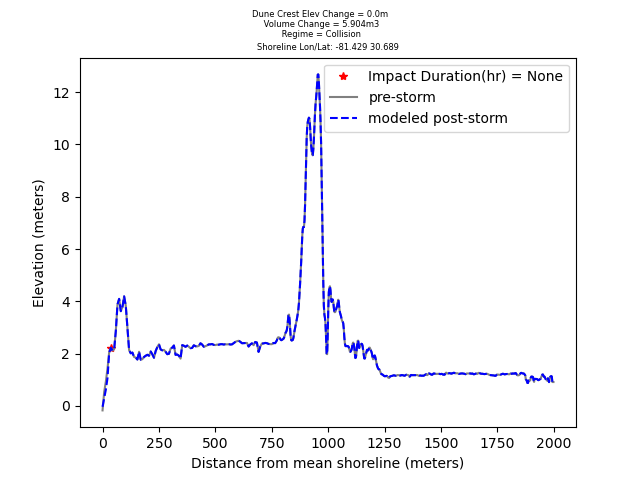 Dune Crest Elev Change = 0.0m
Volume Change = 5.904m3
Regime = Collision
Shoreline Lon/Lat: -81.429 30.689
Impact Duration(hr) = None
pre-storm
modeled post-storm
Elevation (meters)
12
10
8
6
4
2
0
0 250 500 750 1000 1250 1500 1750 2000
Distance from mean shoreline (meters)